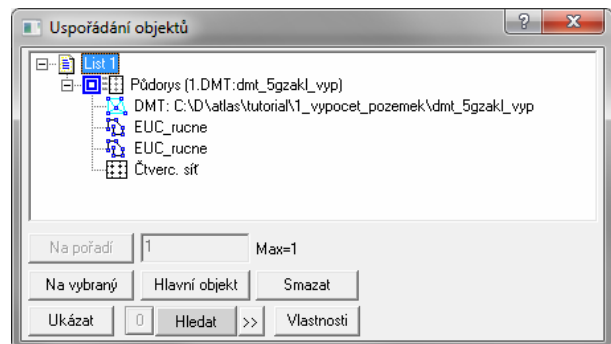 Uspořádání objektů
List 1
Půdorys (1.DMT:dmt_5gzakl_vyp)
DMT: C:\D\atlas\tutorial\1_vypocet_pozemek\dmt_5gzakl_vyp
EUC_rucne
EUC_rucne
Čtverc. síť
Na pořadí 1 Max=1
Na vybraný Hlavní objekt Smazat
Ukázat 0 Hledat >> Vlastnosti